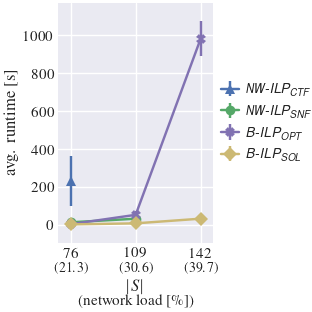 1000
800
600
400
200
0
avg. runtime [s]
76
(21.3)
109
(30.6)
142
(39.7)
|S|
(network load [%])
NW-ILP_CTF
NW-ILP_SNF
B-ILP_OPT
B-ILP_SOL